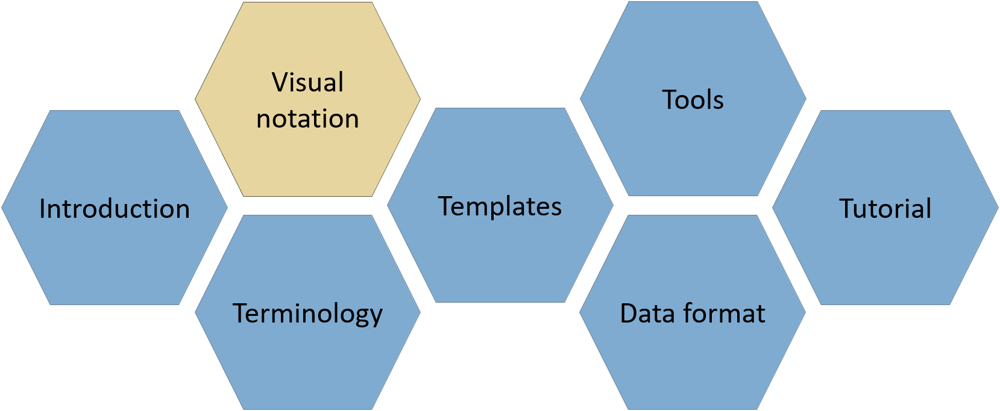 Introduction
Visual
notation
Terminology
Templates
Tools
Data format
Tutorial